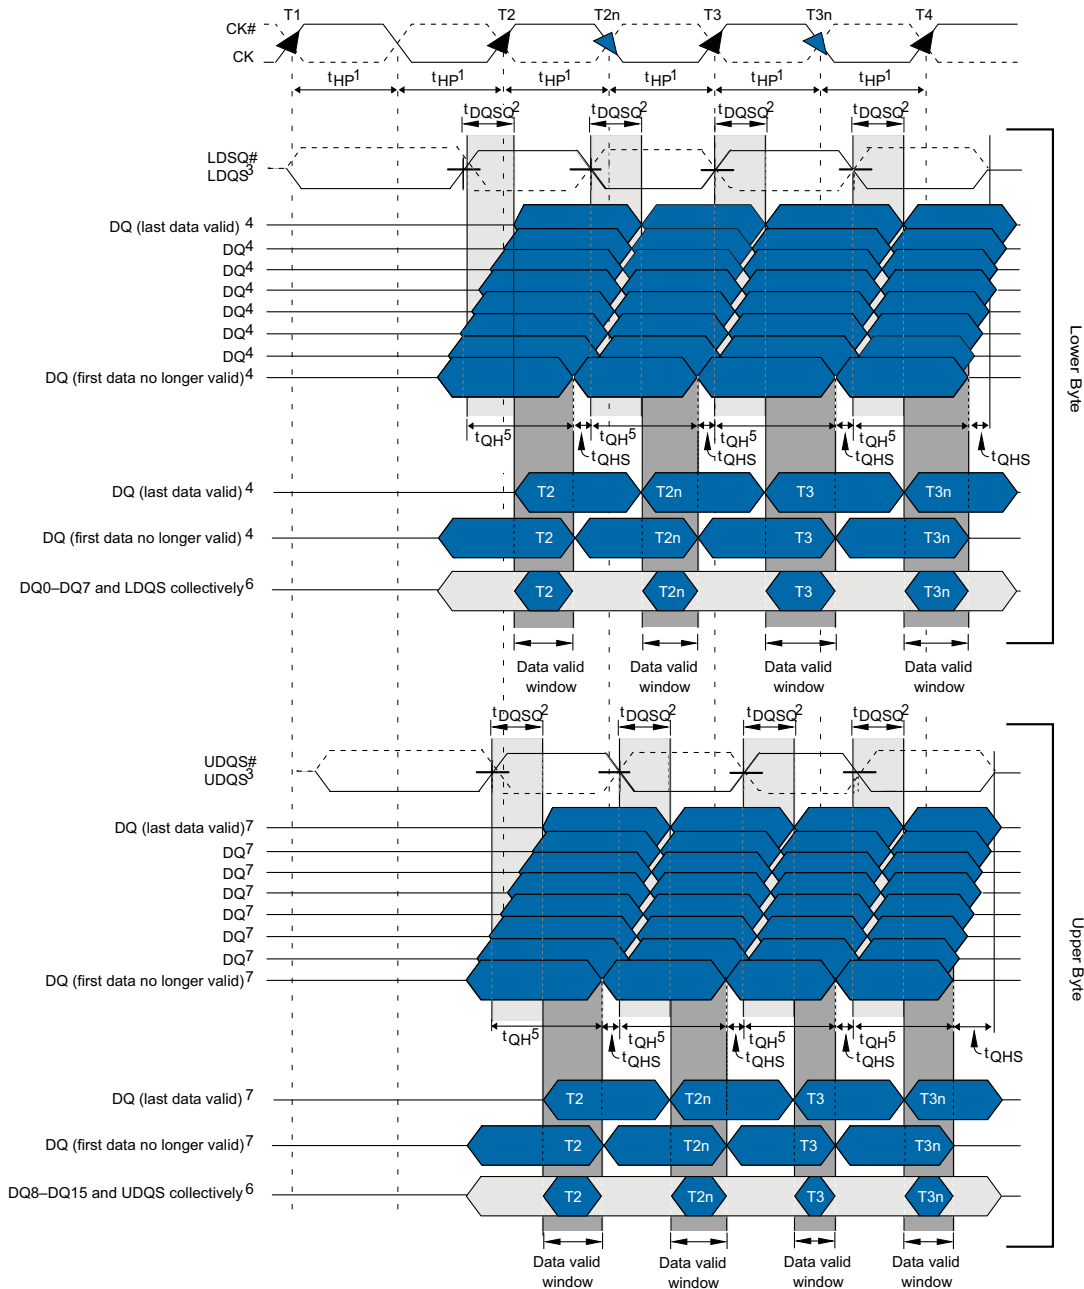 T1 T2 T2n T3 T3n T4
CK#
CK
tHP1 tHP1 tHP1 tHP1 tHP1 tHP1
tDQSQ2 tDQSQ2 tDQSQ2 tDQSQ2
LDSQ#
LDQS3
DQ (last data valid)4
DQ4
DQ4
DQ4
DQ4
DQ4
DQ4
DQ (first data no longer valid)4
Lower Byte
tQH5 tQH5 tQH5 tQH5
tQHS tQHS tQHS tQHS
DQ (last data valid)4 T2 T2n T3 T3n
DQ (first data no longer valid)4 T2 T2n T3 T3n
DQ0–DQ7 and LDQS collectively6 T2 T2n T3 T3n
Data valid Data valid Data valid Data valid
window window window window
tDQSQ2 tDQSQ2 tDQSQ2 tDQSQ2
UDQS#
UDQS3
DQ (last data valid)7
DQ7
DQ7
DQ7
DQ7
DQ7
DQ7
DQ (first data no longer valid)7
Upper Byte
tQH5 tQH5 tQH5 tQH5
tQHS tQHS tQHS tQHS
DQ (last data valid)7 T2 T2n T3 T3n
DQ (first data no longer valid)7 T2 T2n T3 T3n
DQ8–DQ15 and UDQS collectively6 T2 T2n T3 T3n
Data valid Data valid Data valid Data valid
window window window window